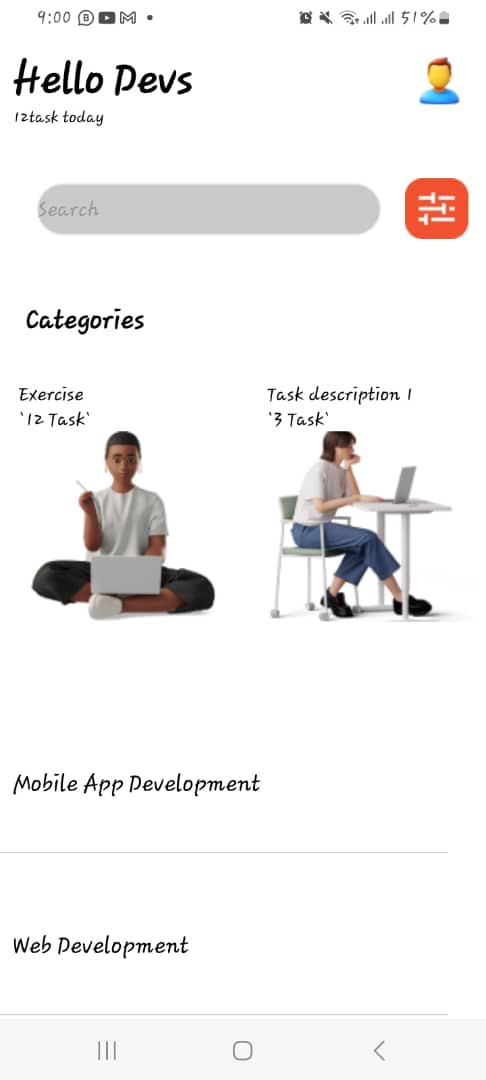 9:00 51%
Hello Devs
12task today
Search
Categories
Exercise
`12 Task`
Task description 1
`3 Task`
Mobile App Development
Web Development